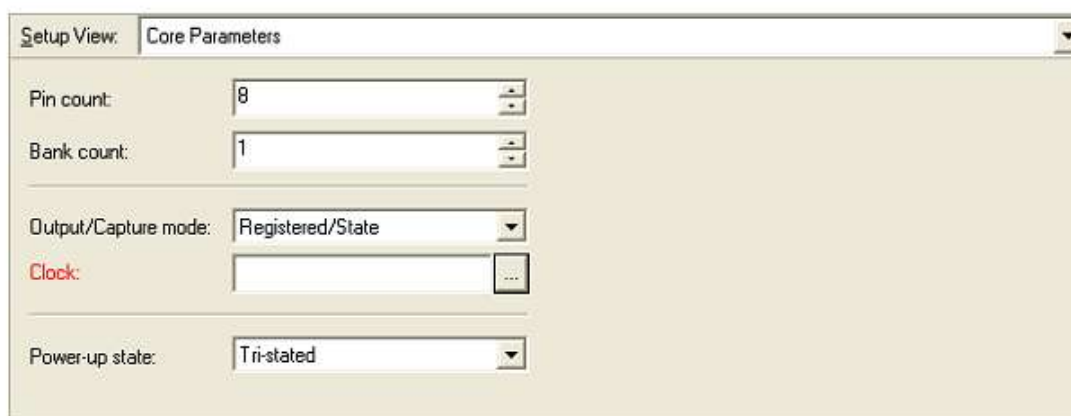 Setup View: Core Parameters
Pin count: 8
Bank count: 1
Output/Capture mode: Registered/State
Clock: ...
Power-up state: Tri-stated